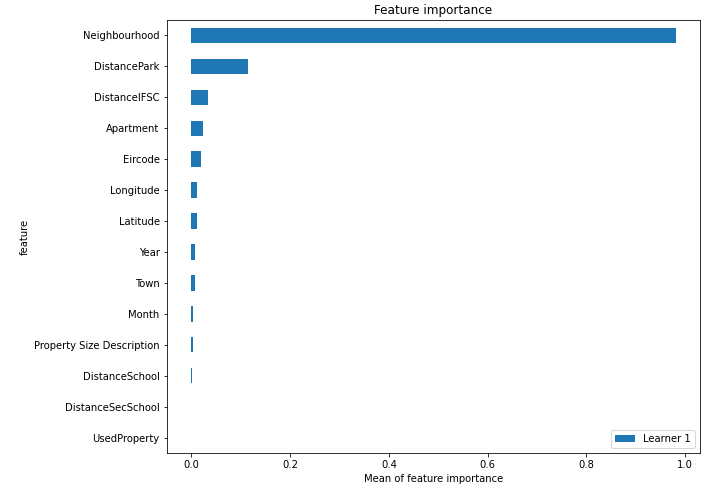 Feature importance
Neighbourhood
DistancePark
DistanceIFSC
Apartment
Eircode
Longitude
Latitude
Year
Town
Month
Property Size Description
DistanceSchool
DistanceSecSchool
UsedProperty
feature
Learner 1
0.0 0.2 0.4 0.6 0.8 1.0
Mean of feature importance